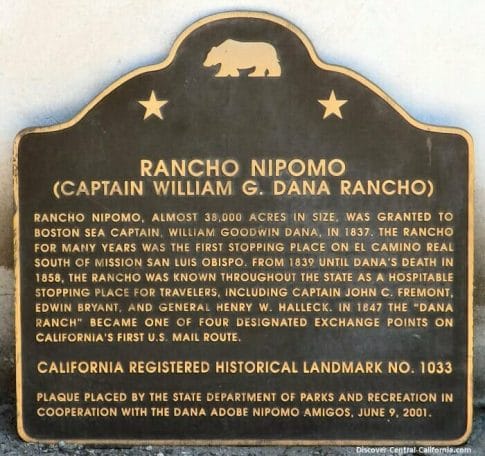 RANCHO NIPOMO
(CAPTAIN WILLIAM G. DANA RANCHO)
RANCHO NIPOMO, ALMOST 38,000 ACRES IN SIZE, WAS GRANTED TO
BOSTON SEA CAPTAIN, WILLIAM GOODWIN DANA, IN 1837. THE RANCHO
FOR MANY YEARS WAS THE FIRST STOPPING PLACE ON EL CAMINO REAL
SOUTH OF MISSION SAN LUIS OBISPO. FROM 1839 UNTIL DANA'S DEATH IN
1858, THE RANCHO WAS KNOWN THROUGHOUT THE STATE AS A HOSPITABLE
STOPPING PLACE FOR TRAVELERS, INCLUDING CAPTAIN JOHN C. FREMONT,
EDWIN BRYANT, AND GENERAL HENRY W. HALLECK. IN 1847 THE "DANA
RANCH" BECAME ONE OF FOUR DESIGNATED EXCHANGE POINTS ON
CALIFORNIA'S FIRST U.S. MAIL ROUTE.
CALIFORNIA REGISTERED HISTORICAL LANDMARK NO. 1033
PLAQUE PLACED BY THE STATE DEPARTMENT OF PARKS AND RECREATION IN
COOPERATION WITH THE DANA ADOBE NIPOMO AMIGOS, JUNE 9, 2001.
Discover-Central-California.com